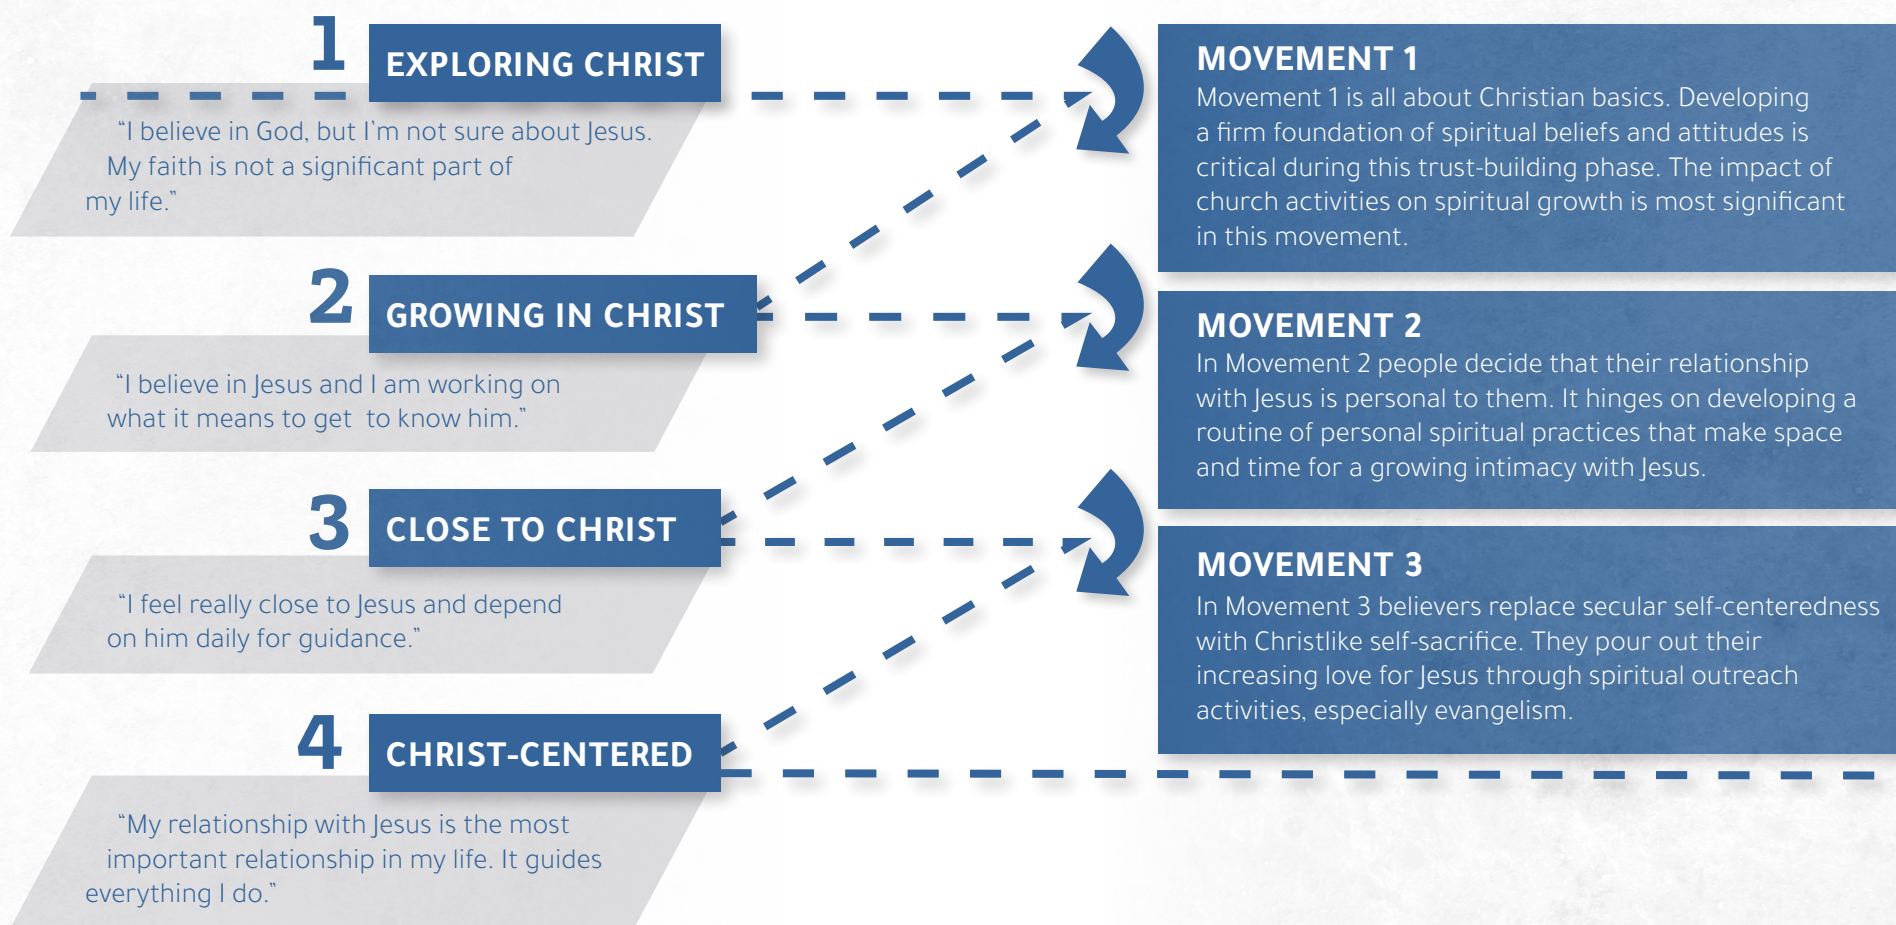 1
EXPLORING CHRIST
“I believe in God, but I’m not sure about Jesus.
My faith is not a significant part of
my life.”
2
GROWING IN CHRIST
“I believe in Jesus and I am working on
what it means to get  to know him.”
3
CLOSE TO CHRIST
“I feel really close to Jesus and depend
on him daily for guidance.”
4
CHRIST-CENTERED
“My relationship with Jesus is the most
important relationship in my life. It guides
everything I do.”
MOVEMENT 1
Movement 1 is all about Christian basics. Developing
a firm foundation of spiritual beliefs and attitudes is
critical during this trust-building phase. The impact of
church activities on spiritual growth is most significant
in this movement.
MOVEMENT 2
In Movement 2 people decide that their relationship
with Jesus is personal to them. It hinges on developing a
routine of personal spiritual practices that make space
and time for a growing intimacy with Jesus.
MOVEMENT 3
In Movement 3 believers replace secular self-centeredness
with Christlike self-sacrifice. They pour out their
increasing love for Jesus through spiritual outreach
activities, especially evangelism.